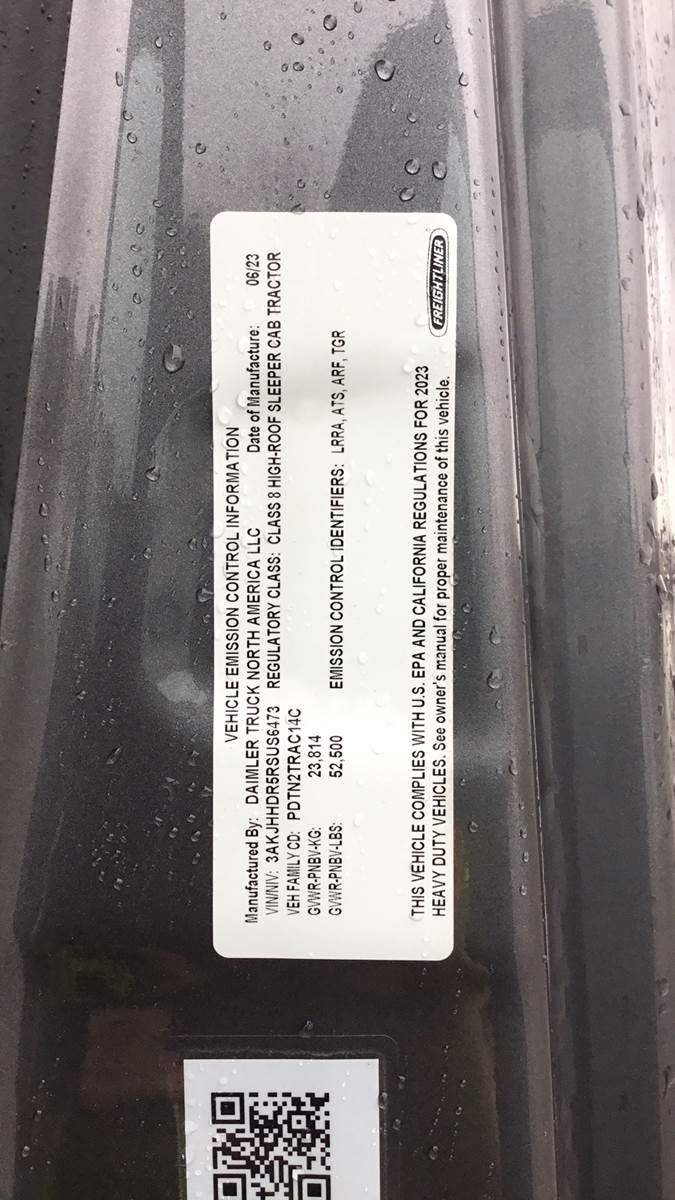 VEHICLE EMISSION CONTROL INFORMATION
Manufactured By: DAIMLER TRUCK NORTH AMERICA LLC Date of Manufacture: 06/23
VIN/NIV: 3AKJHHDR5RSUS6473 REGULATORY CLASS: CLASS 8 HIGH-ROOF SLEEPER CAB TRACTOR
VEH FAMILY CD: PDTN2TRAC14C
GVWR-PNBV-KG: 23,814
GVWR-PNBV-LBS: 52,500 EMISSION CONTROL IDENTIFIERS: LRRA, ATS, ARF, TGR
THIS VEHICLE COMPLIES WITH U.S. EPA AND CALIFORNIA REGULATIONS FOR 2023
HEAVY DUTY VEHICLES. See owner's manual for proper maintenance of this vehicle.
FREIGHTLINER